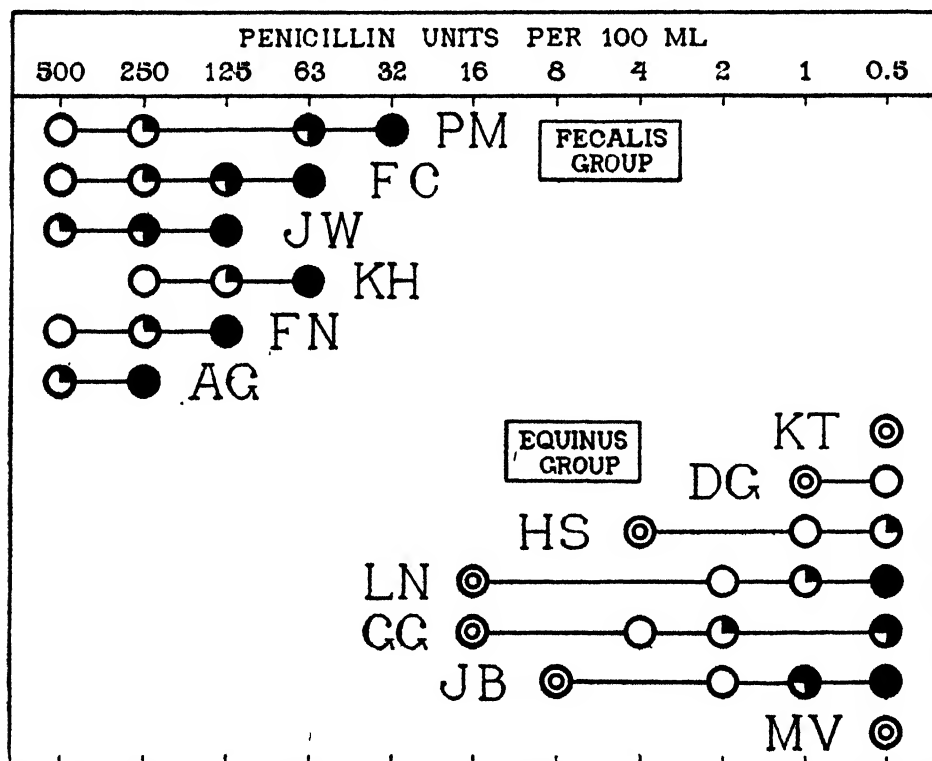 PENICILLIN UNITS PER 100 ML
500 250 125 63 32 16 8 4 2 1 0.5
PM
FECALIS
GROUP
FC
JW
KH
FN
AG
KT
EQUINUS
GROUP
DG
HS
LN
GG
JB
MV